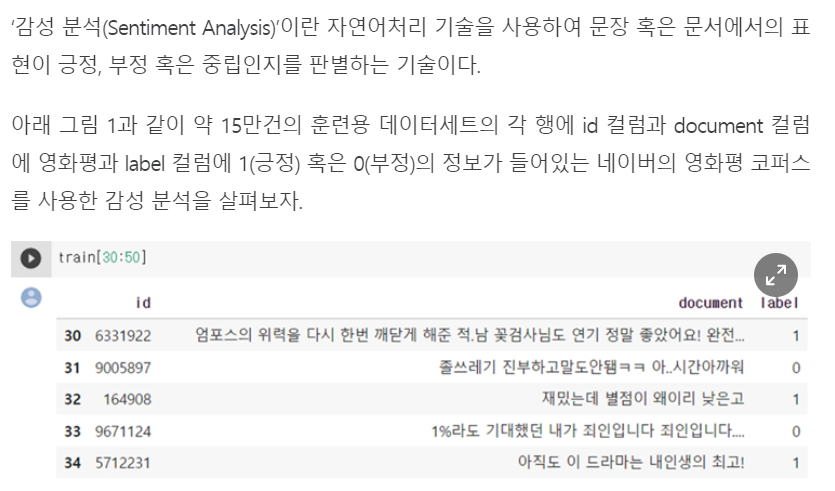 ‘감성 분석(Sentiment Analysis)’이란 자연어처리 기술을 사용하여 문장 혹은 문서에서의 표
현이 긍정, 부정 혹은 중립인지를 판별하는 기술이다.
아래 그림 1과 같이 약 15만건의 훈련용 데이터세트의 각 행에 id 컬럼과 document 컬럼
에 영화평과 label 컬럼에 1(긍정) 혹은 0(부정)의 정보가 들어있는 네이버의 영화평 코퍼스
를 사용한 감성 분석을 살펴보자.
train[30:50]
id document label
30 6331922 엄포스의 위력을 다시 한번 깨닫게 해준 적.남 꽃검사님도 연기 정말 좋았어요! 완전... 1
31 9005897 졸쓰레기 진부하고말도안됌ㅋㅋ 아..시간아까워 0
32 164908 재밌는데 별점이 왜이리 낮은고 1
33 9671124 1%라도 기대했던 내가 죄인입니다 죄인입니다.... 0
34 5712231 아직도 이 드라마는 내인생의 최고! 1